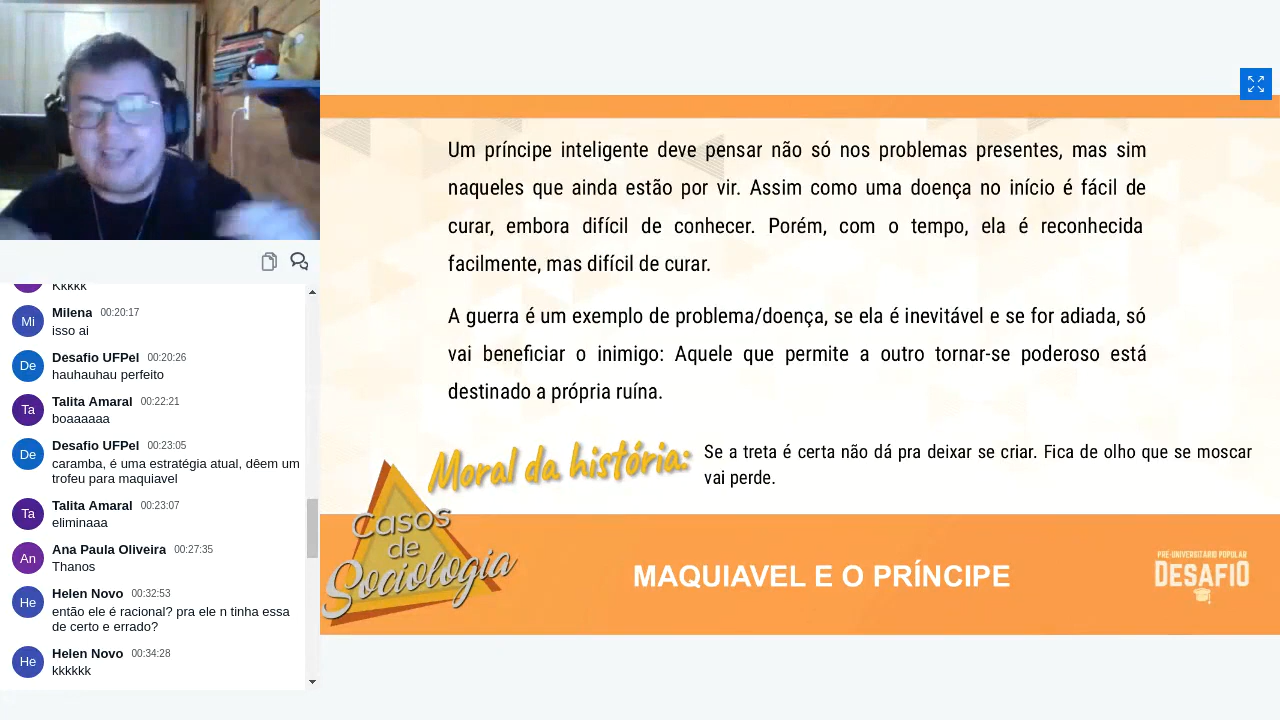 Kkkkk
Mi
Milena 00:20:17
isso ai
De
Desafio UFPel 00:20:26
hauhauhau perfeito
Ta
Talita Amaral 00:22:21
boaaaaaa
De
Desafio UFPel 00:23:05
caramba, é uma estratégia atual, dêem um
trofeu para maquiavel
Ta
Talita Amaral 00:23:07
eliminaaa
An
Ana Paula Oliveira 00:27:35
Thanos
He
Helen Novo 00:32:53
então ele é racional? pra ele n tinha essa
de certo e errado?
He
Helen Novo 00:34:28
kkkkkk
Um príncipe inteligente deve pensar não só nos problemas presentes, mas sim
naqueles que ainda estão por vir. Assim como uma doença no início é fácil de
curar, embora difícil de conhecer. Porém, com o tempo, ela é reconhecida
facilmente, mas difícil de curar.
A guerra é um exemplo de problema/doença, se ela é inevitável e se for adiada, só
vai beneficiar o inimigo: Aquele que permite a outro tornar-se poderoso está
destinado a própria ruína.
Moral da história:
Se a treta é certa não dá pra deixar se criar. Fica de olho que se moscar
vai perde.
Casos
de
Sociologia
MAQUIAVEL E O PRÍNCIPE
PRÉ-UNIVERSITÁRIO POPULAR
DESAFIO